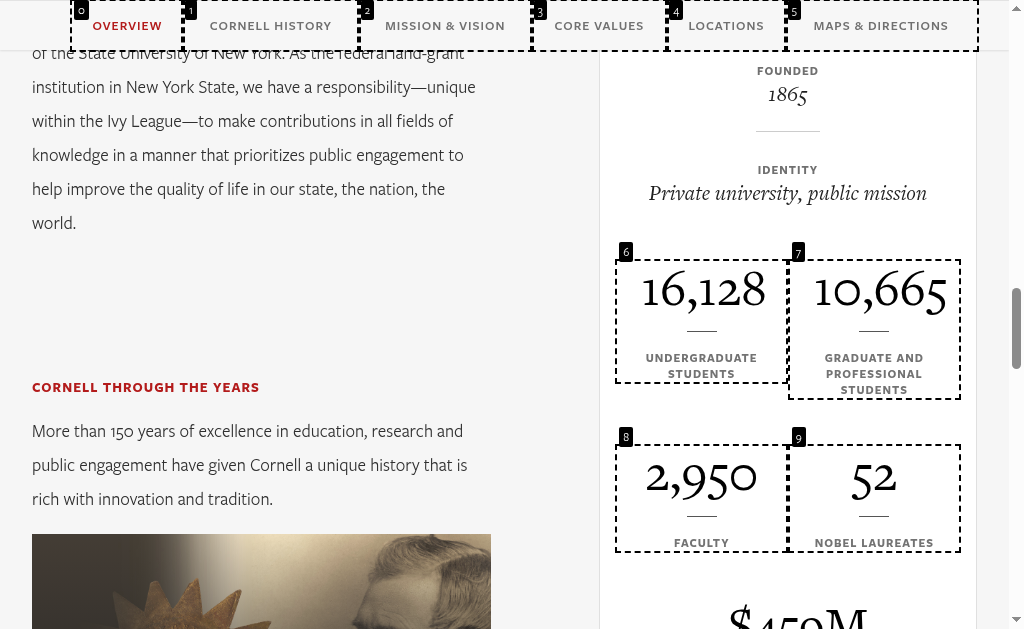 0 OVERVIEW
1 CORNELL HISTORY
2 MISSION & VISION
3 CORE VALUES
4 LOCATIONS
5 MAPS & DIRECTIONS
of the State University of New York. As the federal land-grant
institution in New York State, we have a responsibility—unique
within the Ivy League—to make contributions in all fields of
knowledge in a manner that prioritizes public engagement to
help improve the quality of life in our state, the nation, the
world.
CORNELL THROUGH THE YEARS
More than 150 years of excellence in education, research and
public engagement have given Cornell a unique history that is
rich with innovation and tradition.
FOUNDED
1865
IDENTITY
Private university, public mission
6
16,128
UNDERGRADUATE
STUDENTS
7
10,665
GRADUATE AND
PROFESSIONAL
STUDENTS
8
2,950
FACULTY
9
52
NOBEL LAUREATES
$459M